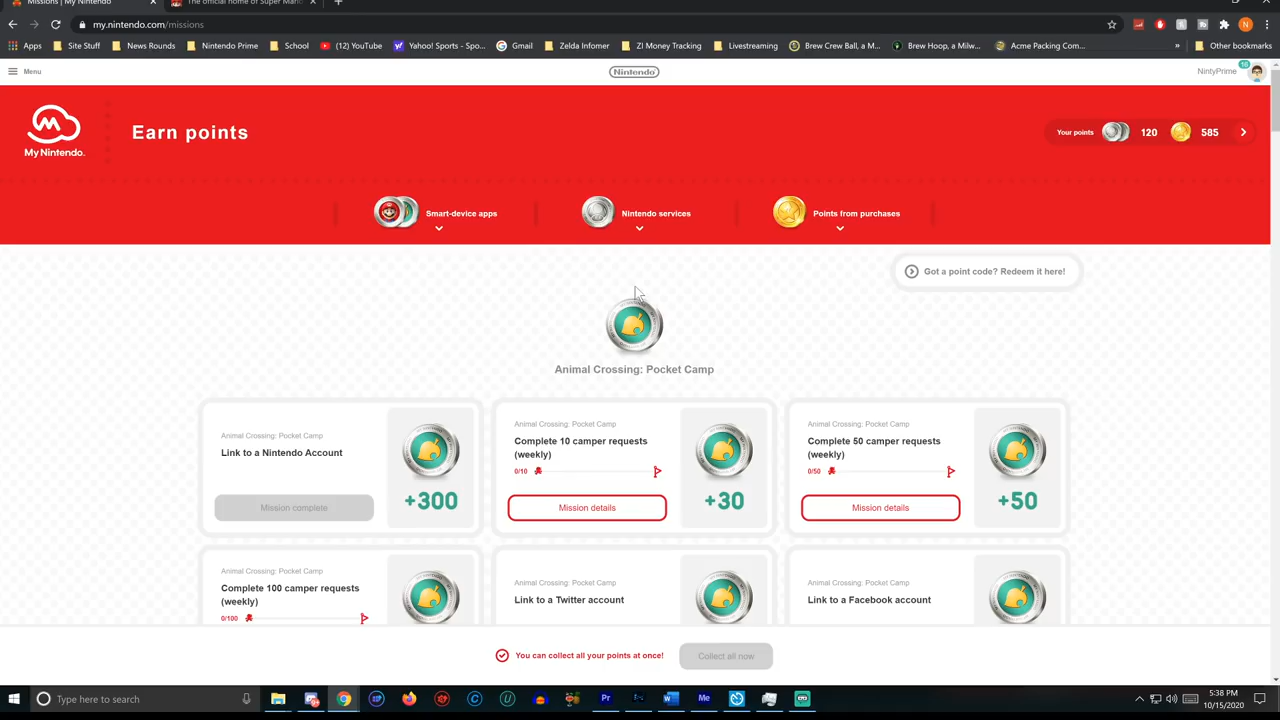 Missions | My Nintendo
The official home of Super Mario
my.nintendo.com/missions
Apps
Site Stuff
News Rounds
Nintendo Prime
School
(12) YouTube
Yahoo! Sports - Spo...
Gmail
Zelda Infomer
ZI Money Tracking
Livestreaming
Brew Crew Ball, a M...
Brew Hoop, a Milw...
Acme Packing Com...
»
Other bookmarks
Menu
Nintendo
NintyPrime
My Nintendo.
Earn points
Your points
120
585
Smart-device apps
Nintendo services
Points from purchases
Got a point code? Redeem it here!
Animal Crossing: Pocket Camp
Animal Crossing: Pocket Camp
Link to a Nintendo Account
Mission complete
+300
Animal Crossing: Pocket Camp
Complete 10 camper requests
(weekly)
0/10
Mission details
+30
Animal Crossing: Pocket Camp
Complete 50 camper requests
(weekly)
0/50
Mission details
+50
Animal Crossing: Pocket Camp
Complete 100 camper requests
(weekly)
0/100
Animal Crossing: Pocket Camp
Link to a Twitter account
Animal Crossing: Pocket Camp
Link to a Facebook account
You can collect all your points at once!
Collect all now
Type here to search
5:38 PM
10/15/2020